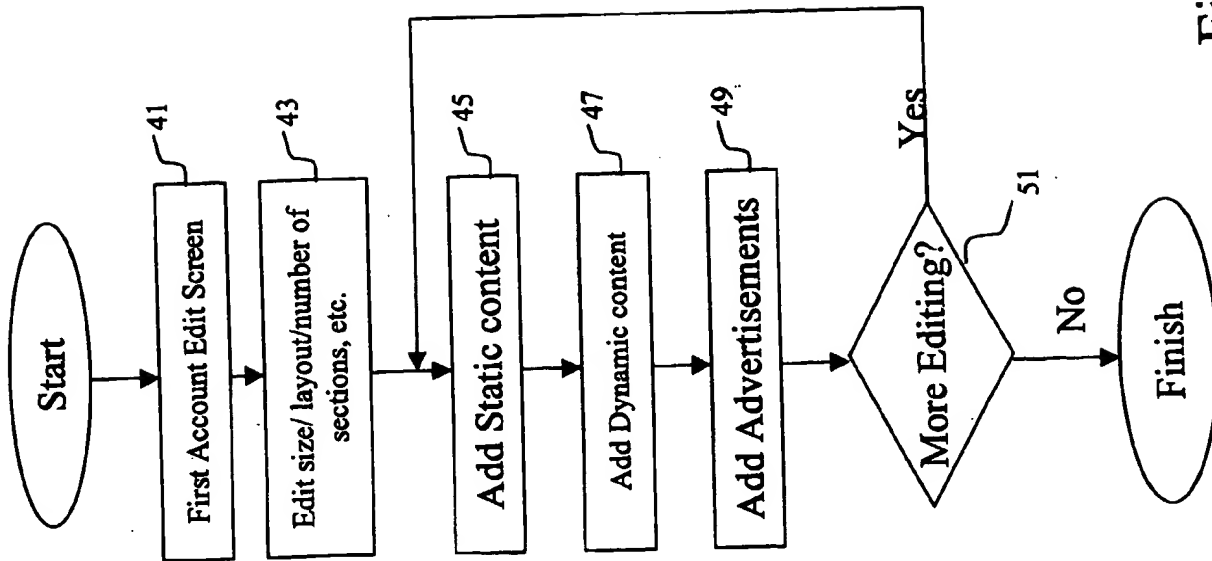 Start
First Account Edit Screen
41
Edit size/ layout/number of
sections, etc.
43
Add Static content
45
Add Dynamic content
47
Add Advertisements
49
More Editing?
51
Yes
No
Finish